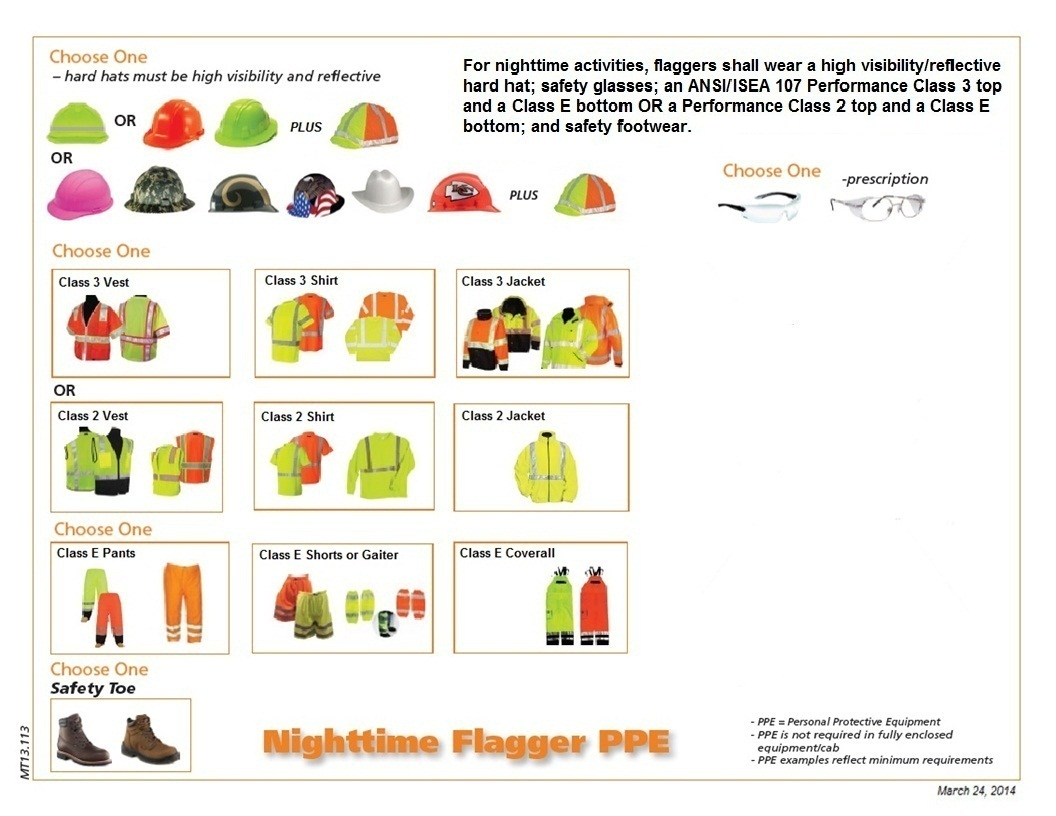 Choose One
– hard hats must be high visibility and reflective
For nighttime activities, flaggers shall wear a high visibility/reflective
hard hat; safety glasses; an ANSI/ISEA 107 Performance Class 3 top
and a Class E bottom OR a Performance Class 2 top and a Class E
bottom; and safety footwear.
OR
PLUS
OR
KC
PLUS
Choose One
-prescription
Choose One
Class 3 Vest
Class 3 Shirt
Class 3 Jacket
OR
Class 2 Vest
Class 2 Shirt
Class 2 Jacket
Choose One
Class E Pants
Class E Shorts or Gaiter
Class E Coverall
Choose One
Safety Toe
Nighttime Flagger PPE
- PPE = Personal Protective Equipment
- PPE is not required in fully enclosed
equipment/cab
- PPE examples reflect minimum requirements
MT13.113
March 24, 2014